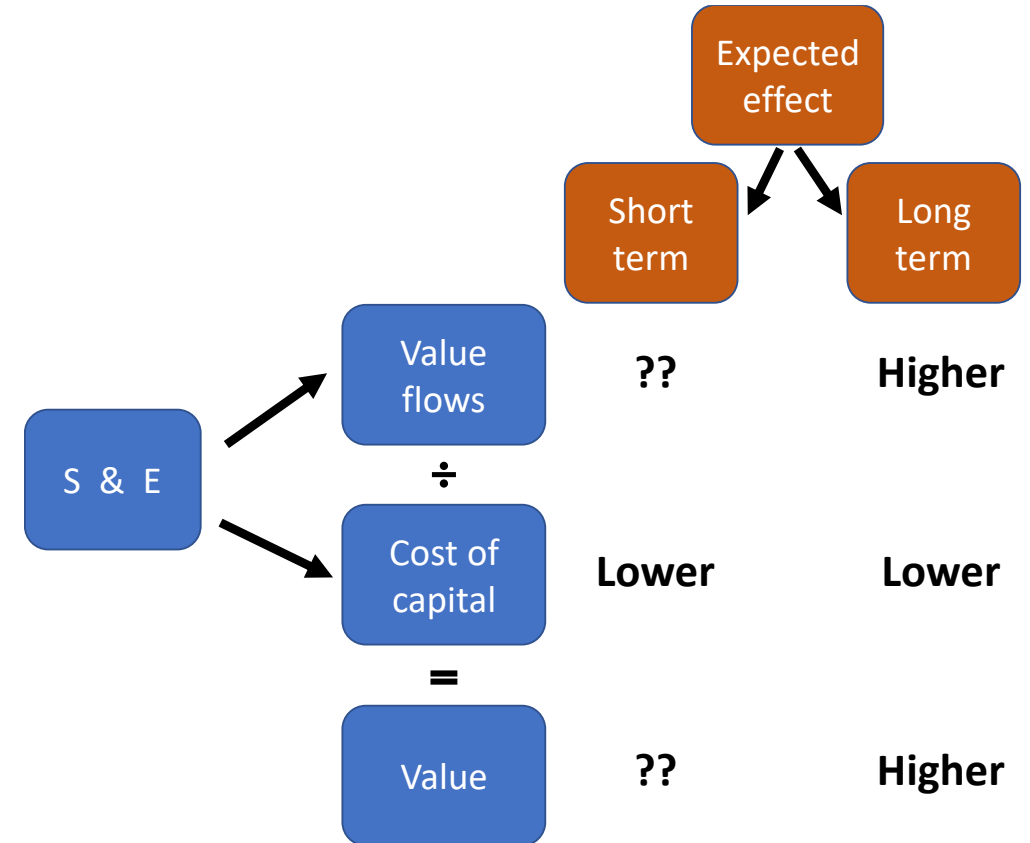 Expected
effect
Short
term
Long
term
Value
flows
??
Higher
S & E
÷
Cost of
capital
Lower
Lower
=
Value
??
Higher